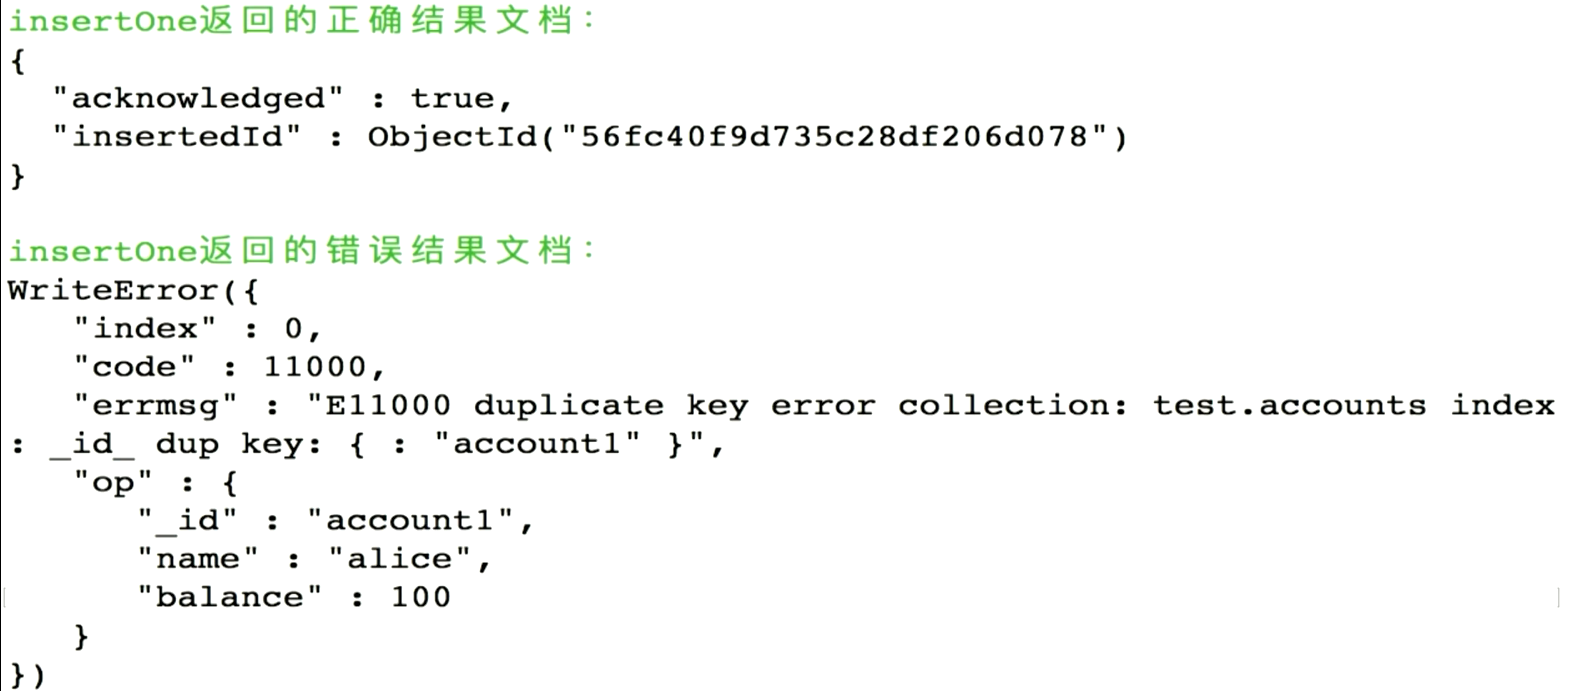 insertOne返回的正确结果文档：
{
  "acknowledged" : true,
  "insertedId" : ObjectId("56fc40f9d735c28df206d078")
}
insertOne返回的错误结果文档：
WriteError({
   "index" : 0,
   "code" : 11000,
   "errmsg" : "E11000 duplicate key error collection: test.accounts index
: _id_ dup key: { : "account1" }",
   "op" : {
      "_id" : "account1",
      "name" : "alice",
      "balance" : 100
   }
})